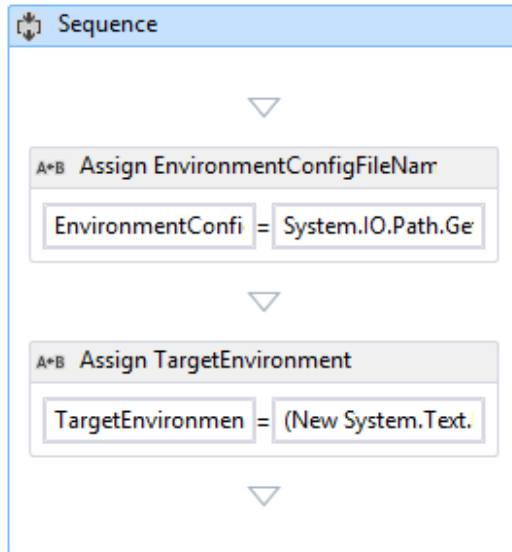 Sequence
A+B Assign EnvironmentConfigFileNam
EnvironmentConfi = System.IO.Path.Ge
A+B Assign TargetEnvironment
TargetEnvironmen = (New System.Text.